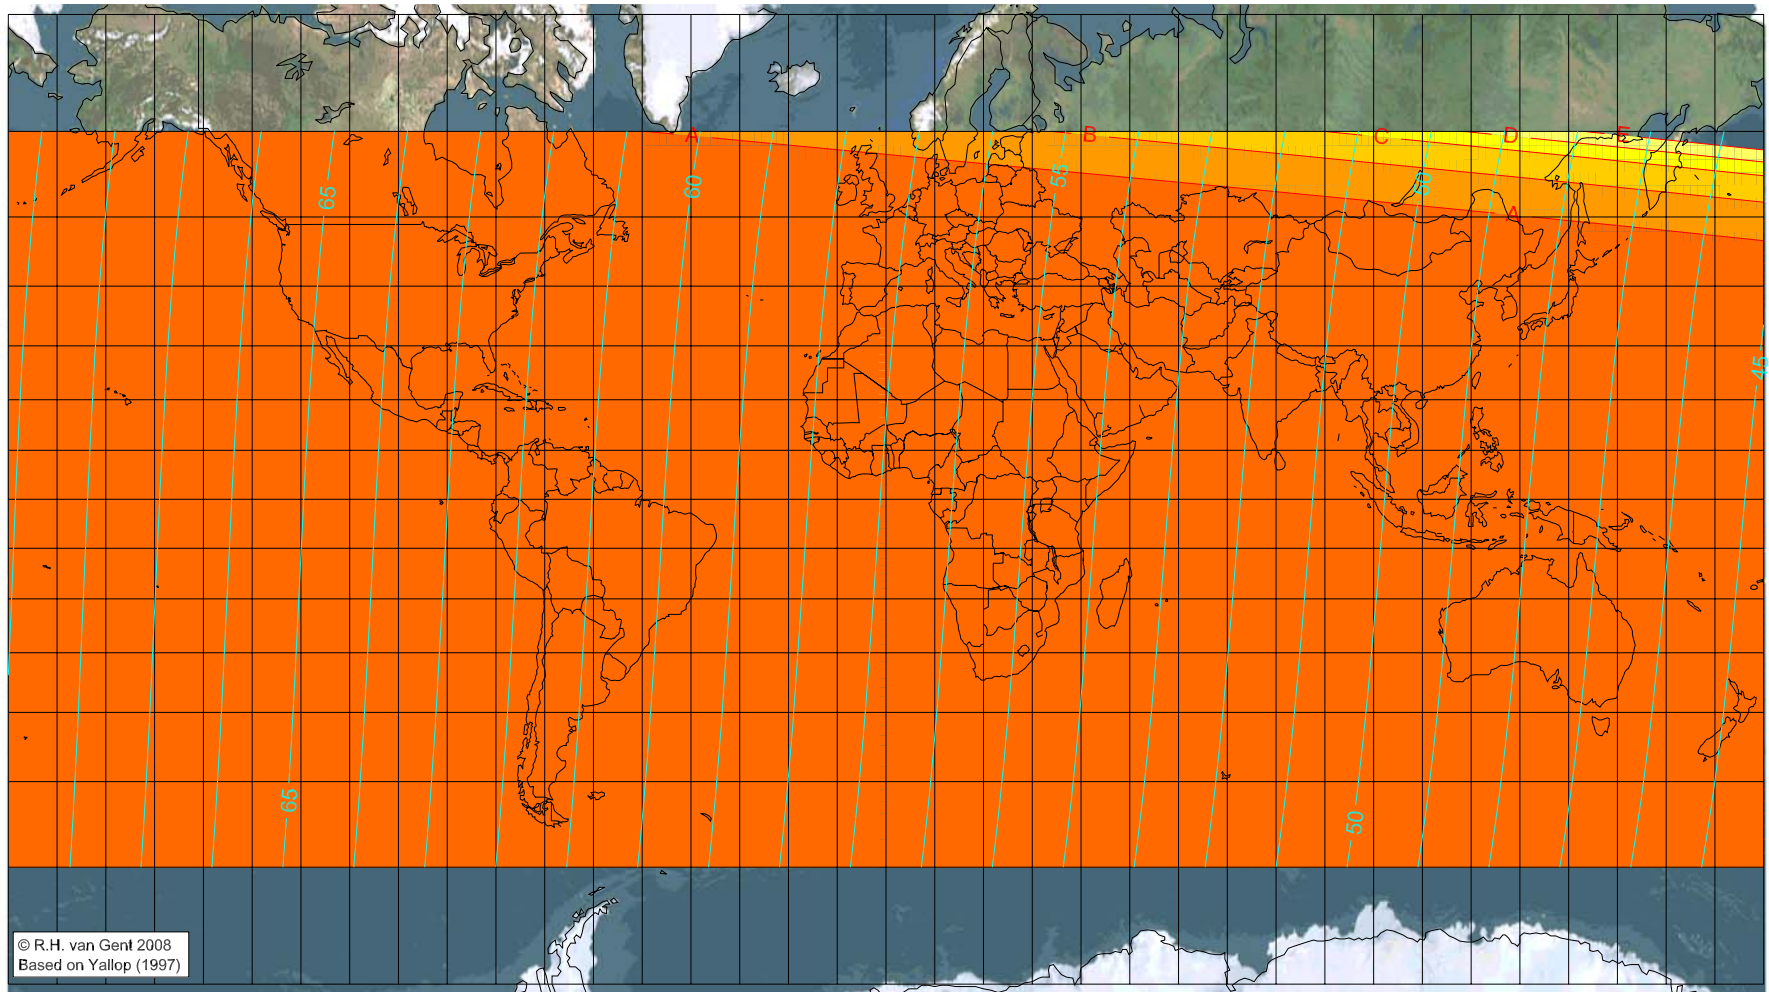 A
B
C
D
E
65
60
55
50
A
45
65
50
© R.H. van Gent 2008
Based on Yallop (1997)